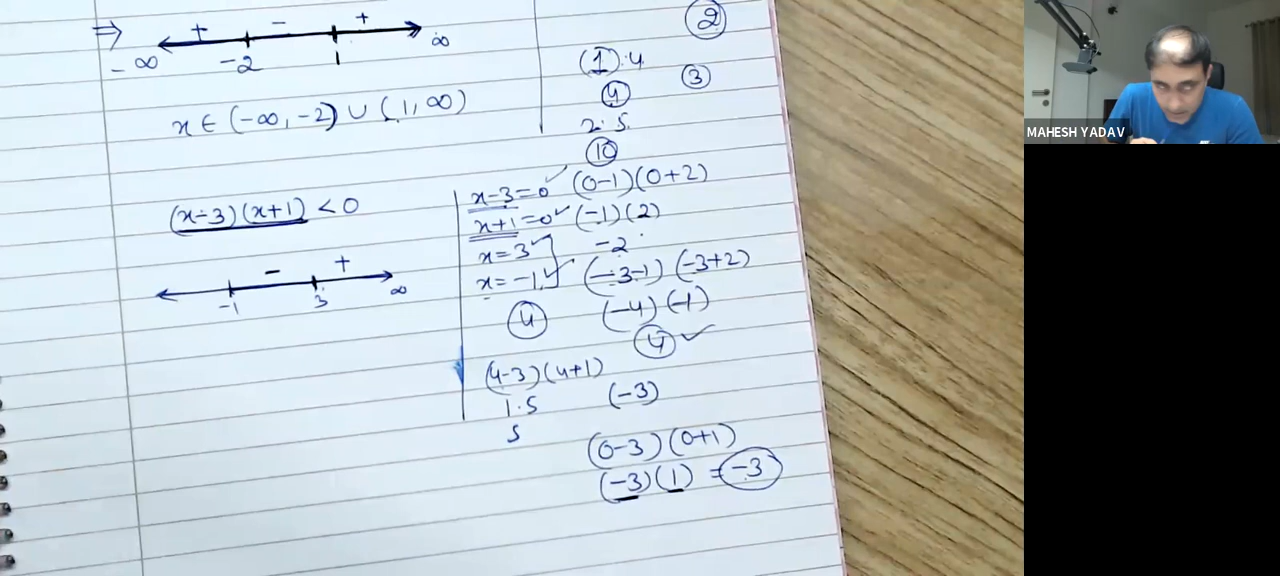 ⇒ + − +
−∞ −2 1 ∞
x ∈ (−∞, −2) ∪ (1, ∞)
(x−3)(x+1) < 0
− +
−1 3 ∞
②
(1)·4
③
④
2·5
⑩
x−3=0 ✓
x+1=0 ✓
x=3 ✓
x=−1 ✓
④
(4−3)(4+1)
1·5
5
(0−1)(0+2)
(−1)(2)
−2
(−3−1)(−3+2)
(−4)(−1)
④ ✓
(−3)
(0−3)(0+1)
(−3)(1) = −3
MAHESH YADAV